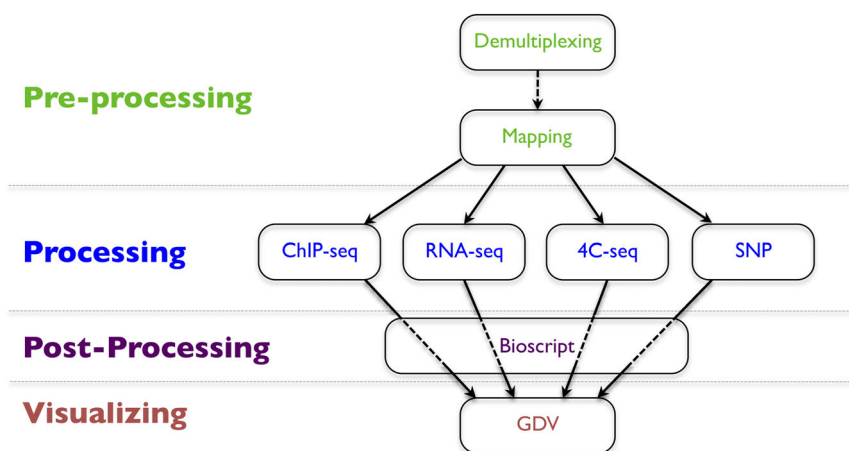 Demultiplexing
Pre-processing
Mapping
Processing
ChIP-seq
RNA-seq
4C-seq
SNP
Post-Processing
Bioscript
Visualizing
GDV